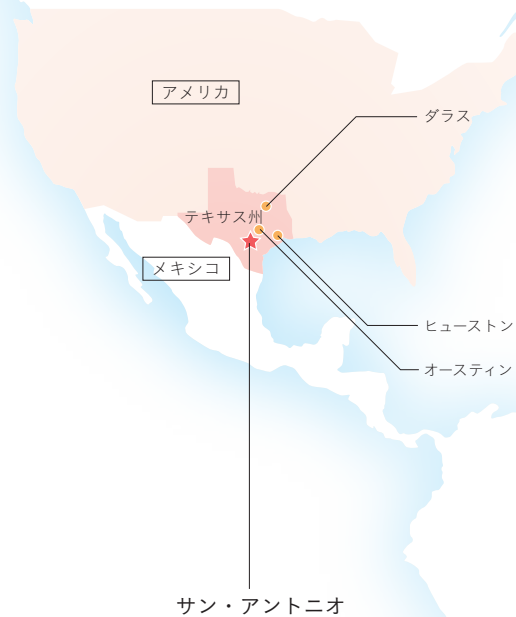 アメリカ
ダラス
テキサス州
メキシコ
ヒューストン
オースティン
サン・アントニオ